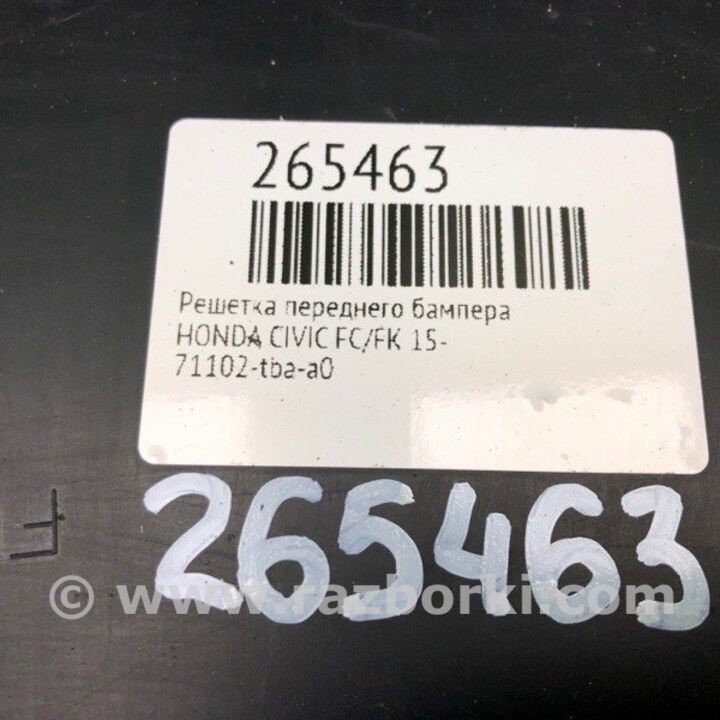 265463
Решетка переднего бампера
HONDA CIVIC FC/FK 15-
71102-tba-a0
F
265463
© www.razborki.com